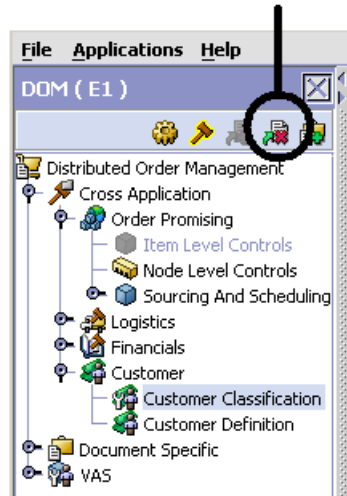 File Applications Help
DOM ( E1 )
Distributed Order Management
Cross Application
Order Promising
Item Level Controls
Node Level Controls
Sourcing And Scheduling
Logistics
Financials
Customer
Customer Classification
Customer Definition
Document Specific
VAS